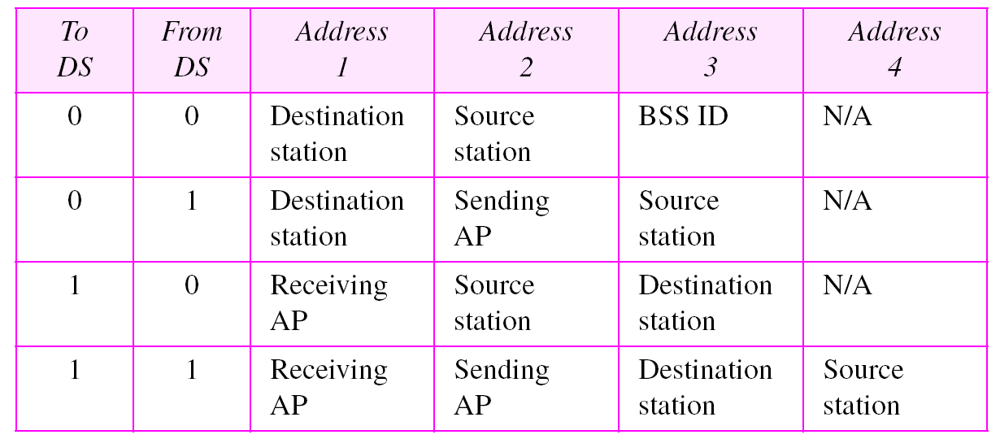 To From Address Address Address Address
DS DS 1 2 3 4
0 0 Destination Source BSS ID N/A
station station
0 1 Destination Sending Source N/A
station AP station
1 0 Receiving Source Destination N/A
AP station station
1 1 Receiving Sending Destination Source
AP AP station station